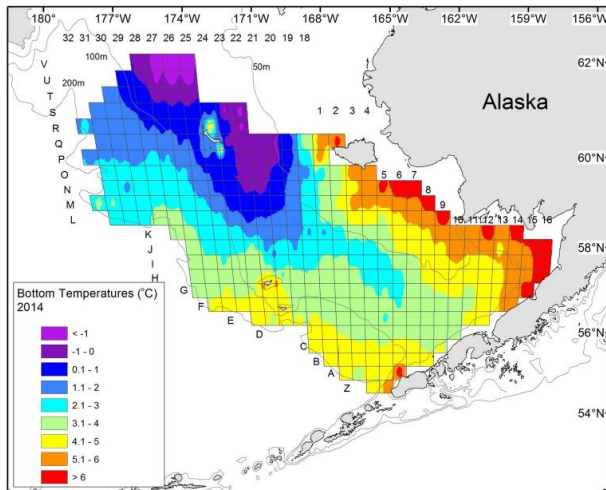 180° 177°W 174°W 171°W 168°W 165°W 162°W 159°W 156°W
32 31 30 29 28 27 26 25 24 23 22 21 20 19 18
100m
50m
62°N
V
U
200m
T
S
1 2 3 4
Alaska
R
Q
P
60°N
O
5 6 7
N
8
M
9
L
10 11 12 13 14 15 16
K
58°N
J
I
H
G
Bottom Temperatures (°C)
2014
F
E
D
56°N
C
B
A
Z
< -1
-1 - 0
0.1 - 1
1.1 - 2
2.1 - 3
3.1 - 4
4.1 - 5
5.1 - 6
> 6
54°N